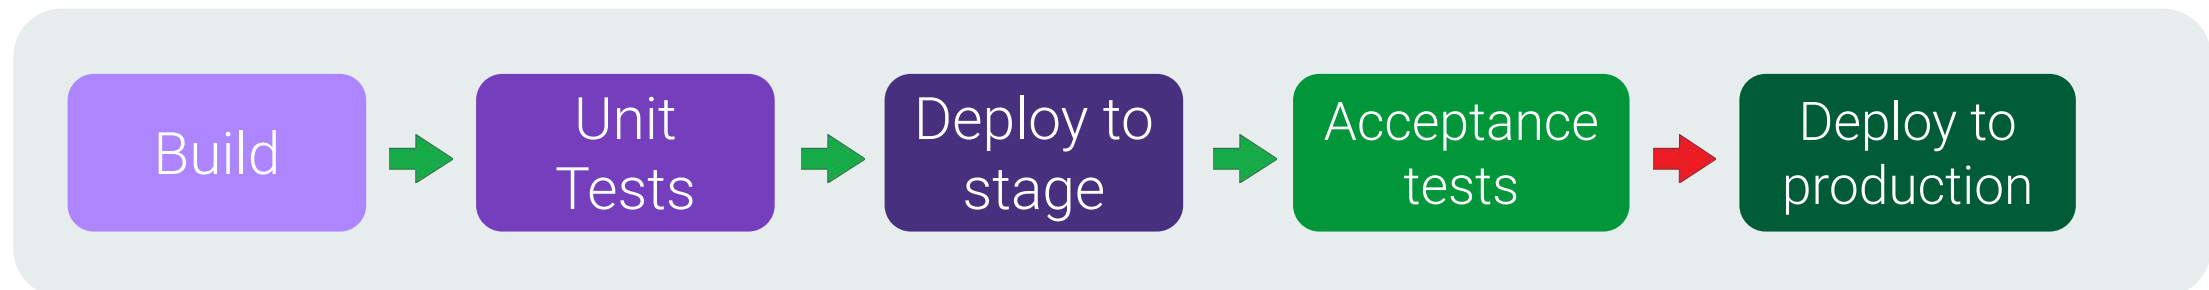 Build
Unit
Tests
Deploy to
stage
Acceptance
tests
Deploy to
production